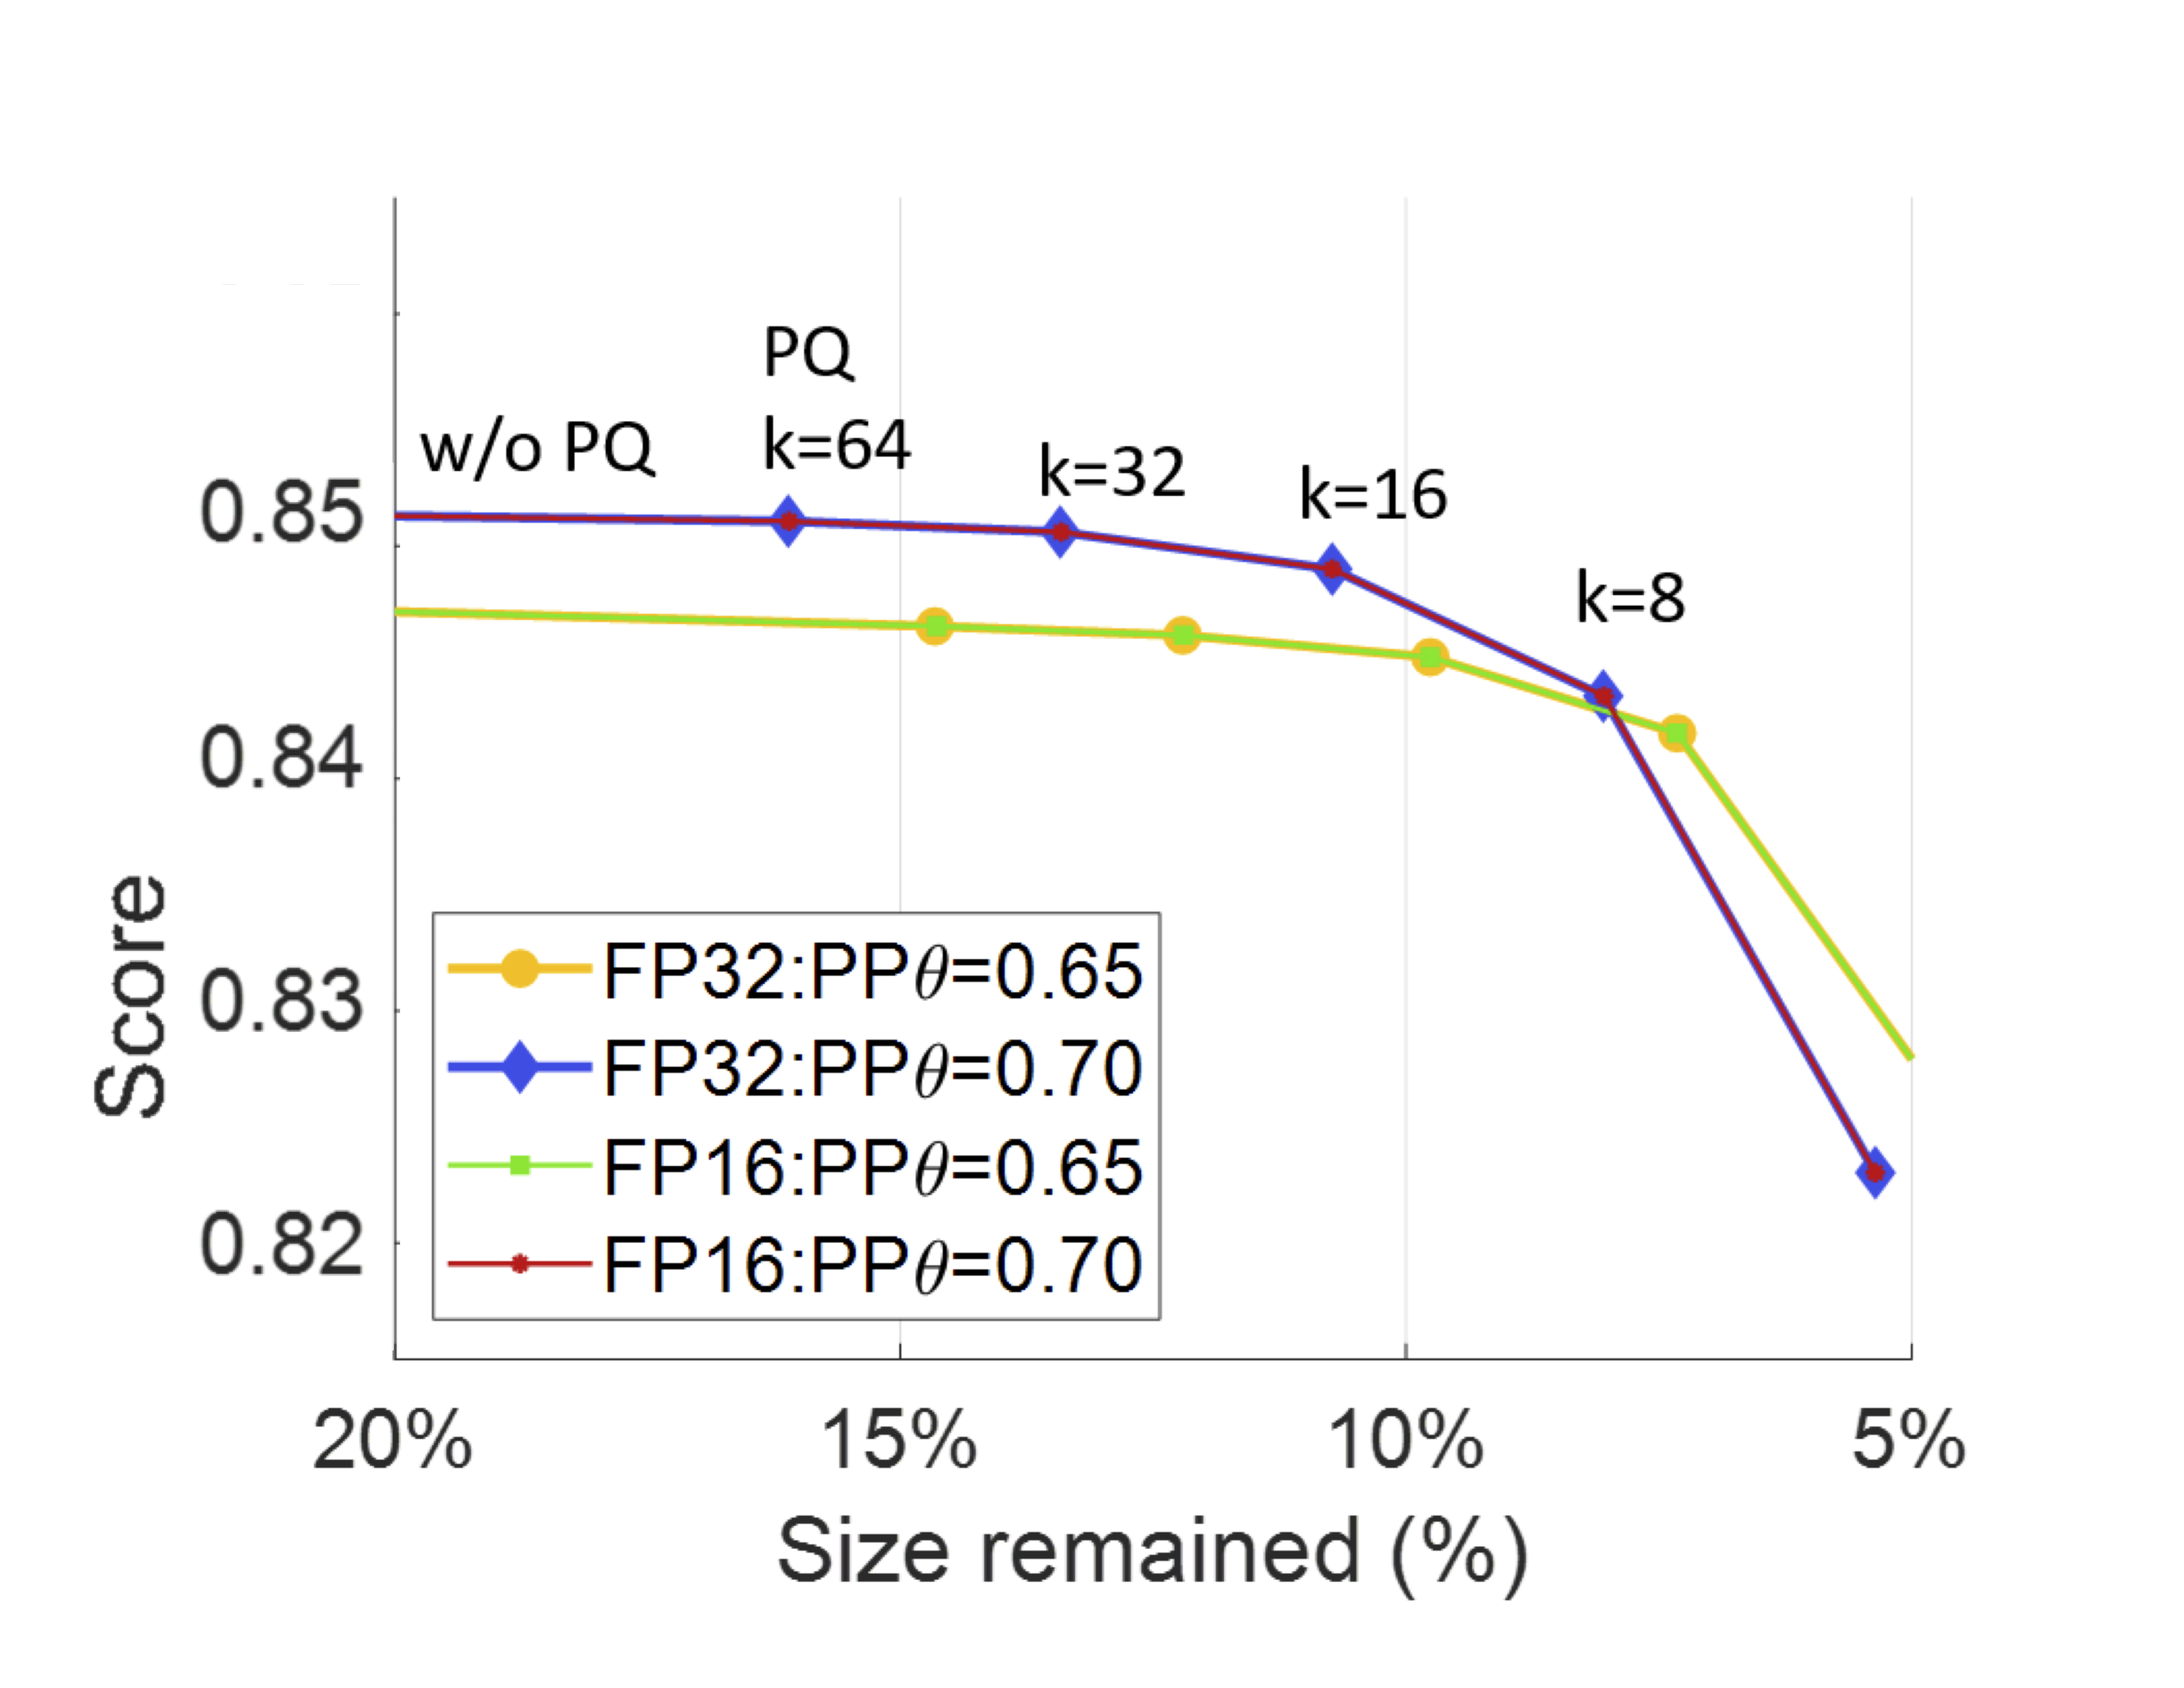 PQ
w/o PQ
k=64
k=32
k=16
k=8
0.85
0.84
0.83
0.82
Score
FP32:PPθ=0.65
FP32:PPθ=0.70
FP16:PPθ=0.65
FP16:PPθ=0.70
20%
15%
10%
5%
Size remained (%)